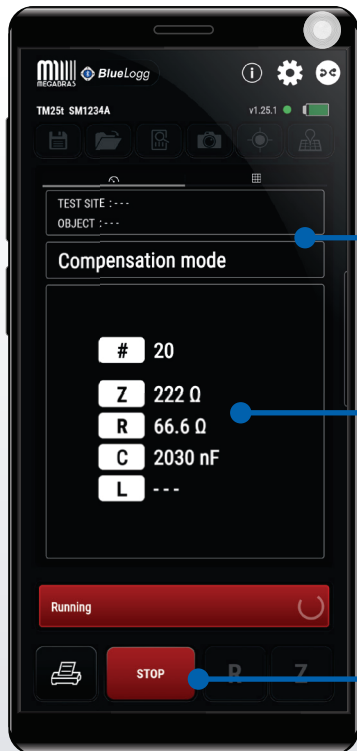 MEGABRAS
BlueLogg
i
TM25t SM1234A
v1.25.1
TEST SITE :---
OBJECT :---
Compensation mode
# 20
Z 222 Ω
R 66.6 Ω
C 2030 nF
L ---
Running
STOP
R
Z